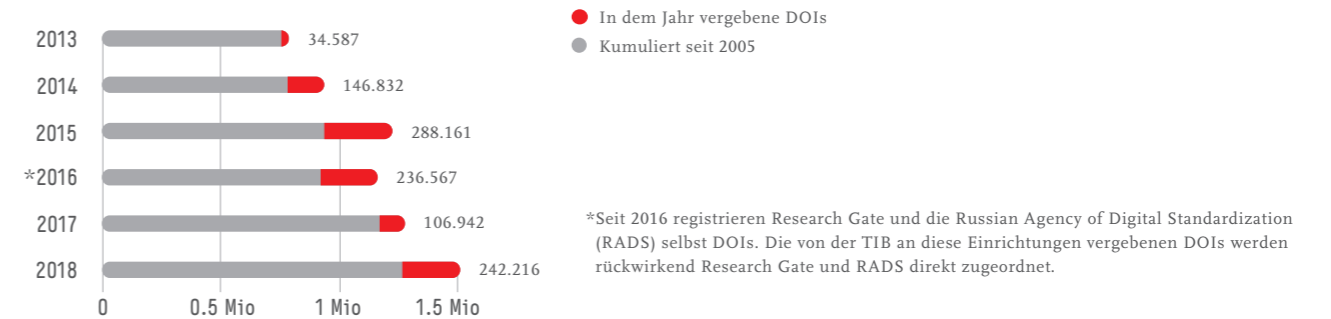 In dem Jahr vergebene DOIs
Kumuliert seit 2005
2013 34.587
2014 146.832
2015 288.161
*2016 236.567
2017 106.942
2018 242.216
0 0.5 Mio 1 Mio 1.5 Mio
*Seit 2016 registrieren Research Gate und die Russian Agency of Digital Standardization
(RADS) selbst DOIs. Die von der TIB an diese Einrichtungen vergebenen DOIs werden
rückwirkend Research Gate und RADS direkt zugeordnet.